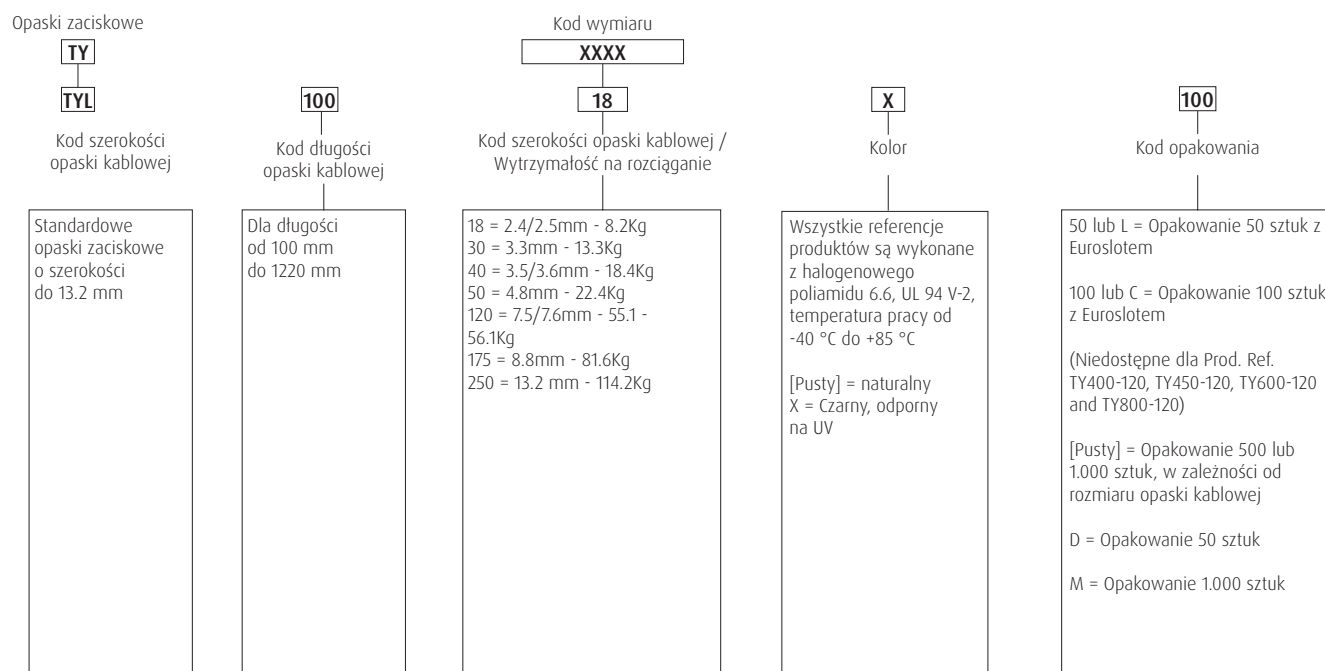 Opaski zaciskowe
TY
TYL
Kod szerokości
opaski kablowej
Standardowe
opaski zaciskowe
o szerokości
do 13.2 mm
100
Kod długości
opaski kablowej
Dla długości
od 100 mm
do 1220 mm
Kod wymiaru
XXXX
18
Kod szerokości opaski kablowej /
Wytrzymałość na rozciąganie
18 = 2.4/2.5mm - 8.2Kg
30 = 3.3mm - 13.3Kg
40 = 3.5/3.6mm - 18.4Kg
50 = 4.8mm - 22.4Kg
120 = 7.5/7.6mm - 55.1 -
56.1Kg
175 = 8.8mm - 81.6Kg
250 = 13.2 mm - 114.2Kg
X
Kolor
Wszystkie referencje
produktów są wykonane
z halogenowego
poliamidu 6.6, UL 94 V-2,
temperatura pracy od
-40 °C do +85 °C
[Pusty] = naturalny
X = Czarny, odporny
na UV
100
Kod opakowania
50 lub L = Opakowanie 50 sztuk z
Euroslotem
100 lub C = Opakowanie 100 sztuk
z Euroslotem
(Niedostępne dla Prod. Ref.
TY400-120, TY450-120, TY600-120
and TY800-120)
[Pusty] = Opakowanie 500 lub
1.000 sztuk, w zależności od
rozmiaru opaski kablowej
D = Opakowanie 50 sztuk
M = Opakowanie 1.000 sztuk